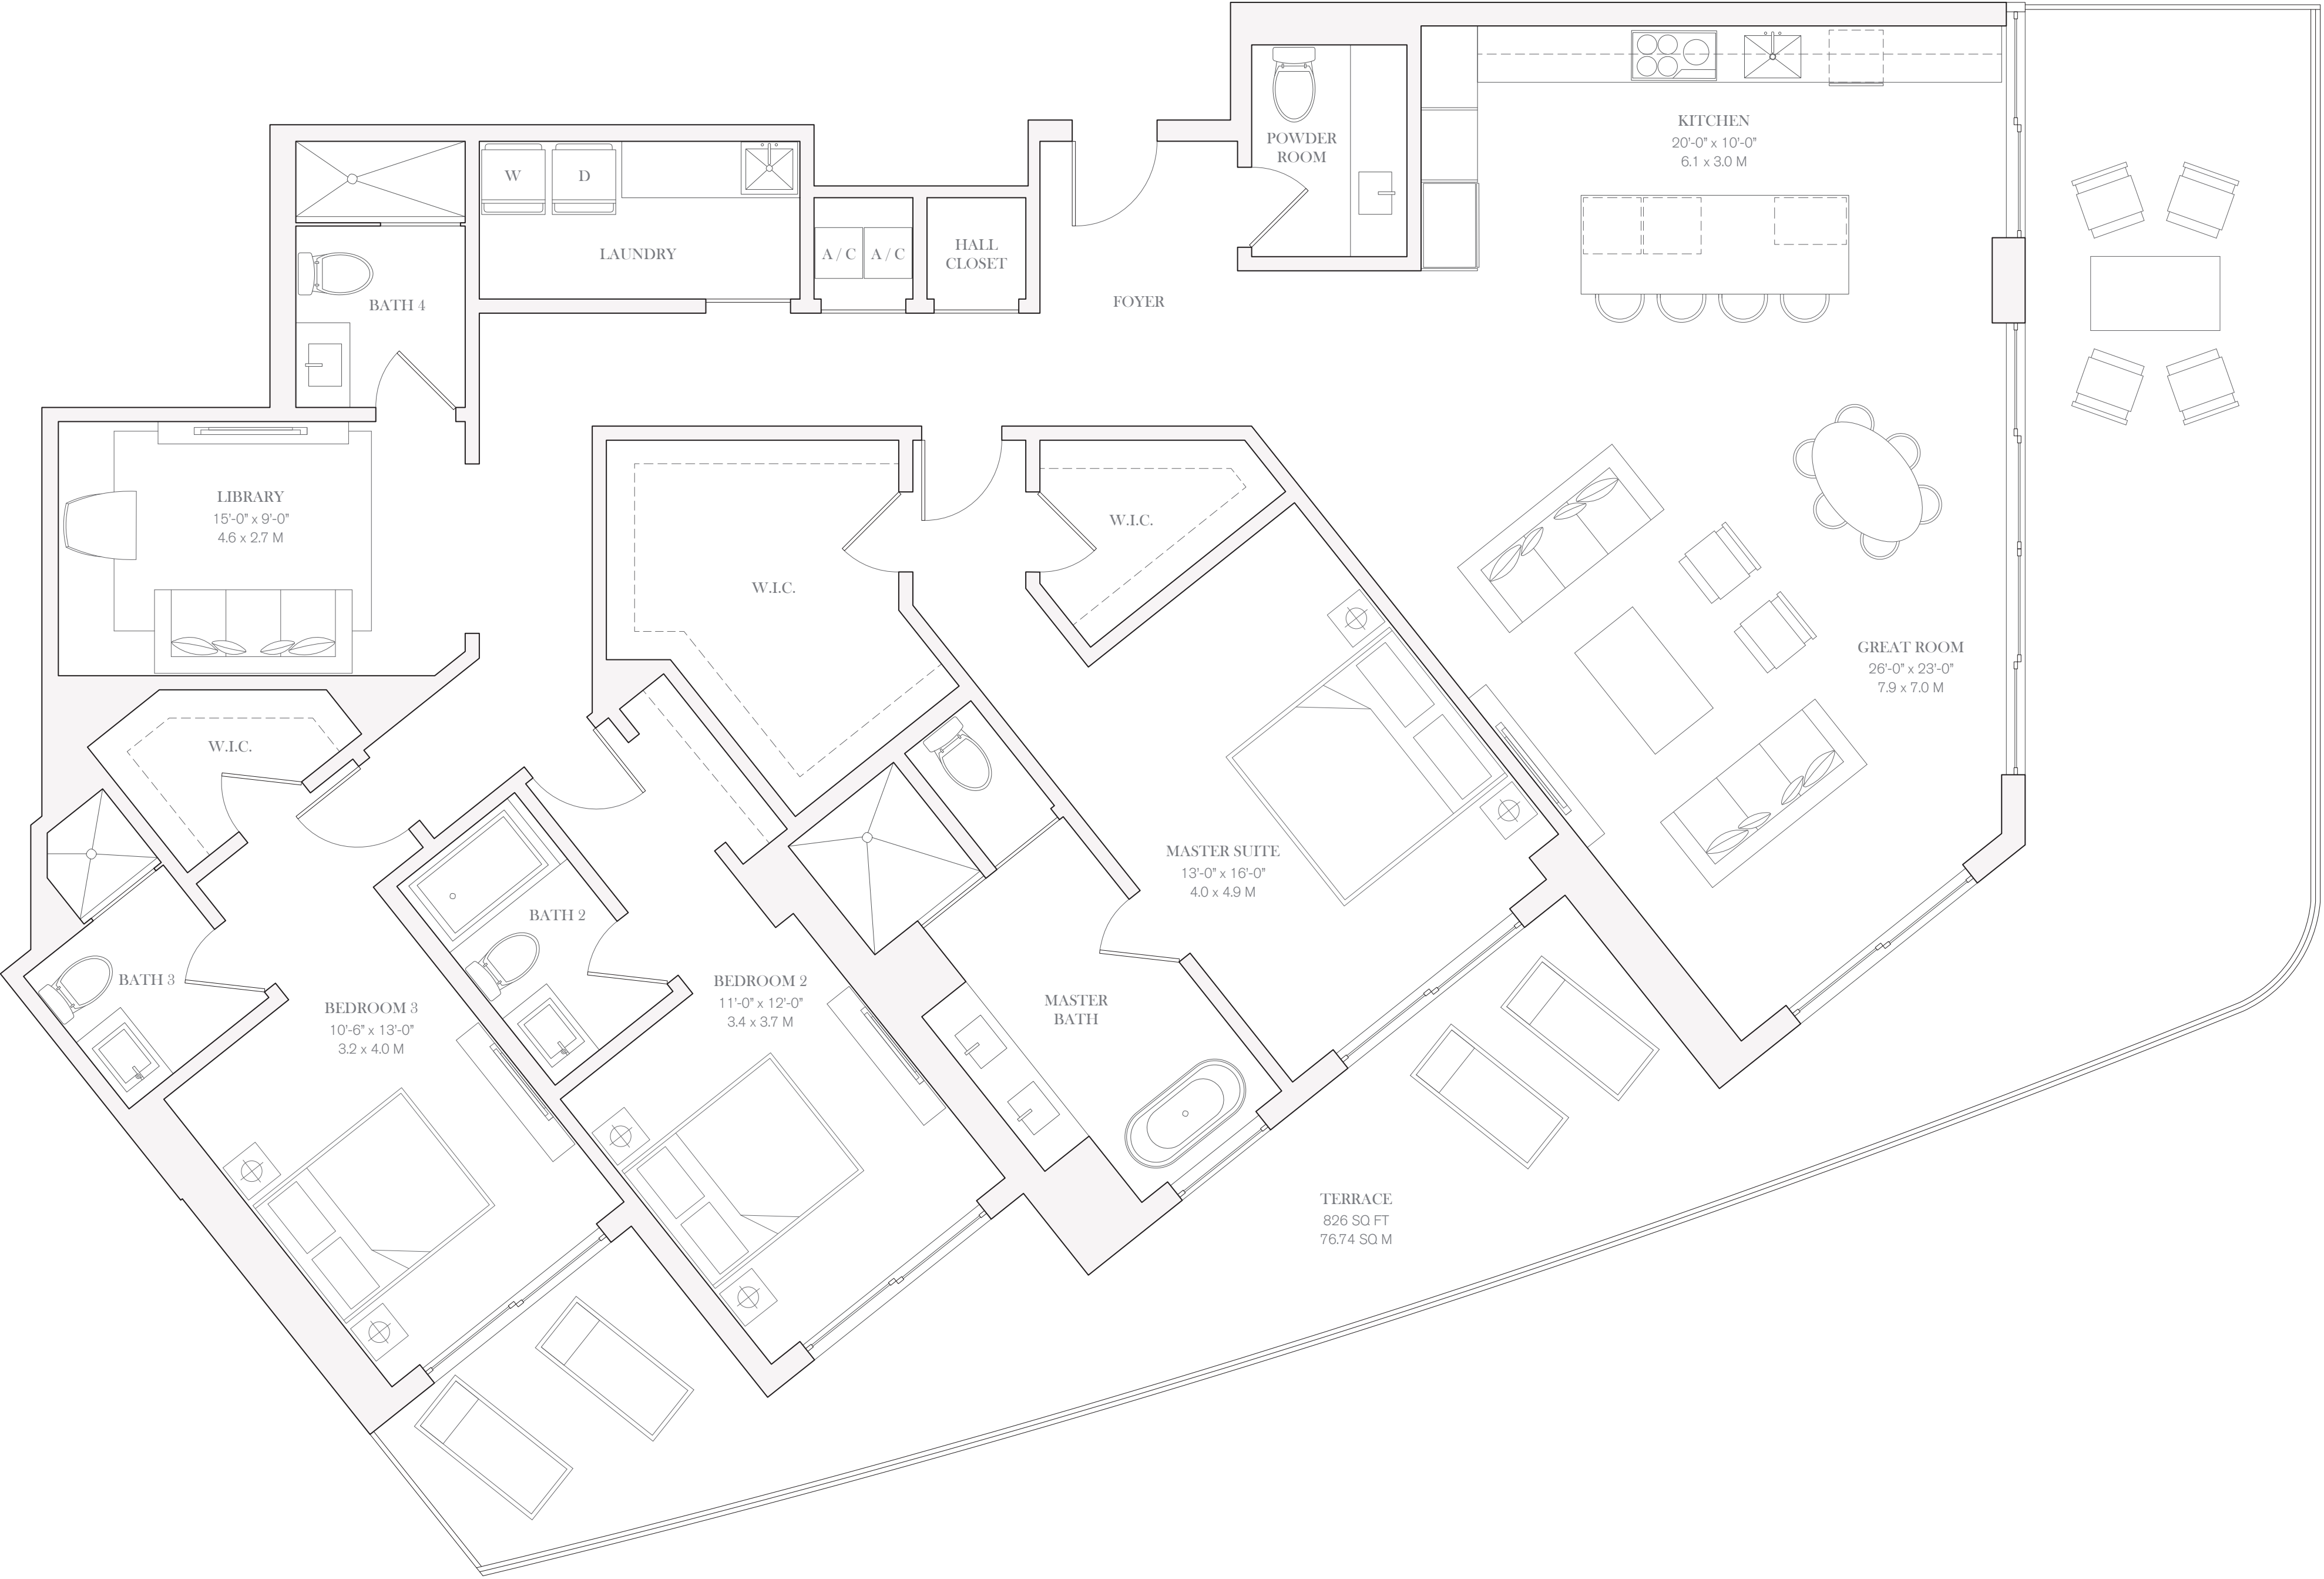 KITCHEN
20'-0" x 10'-0"
6.1 x 3.0 M
POWDER
ROOM
W
D
LAUNDRY
A / C
A / C
HALL
CLOSET
FOYER
BATH 4
LIBRARY
15'-0" x 9'-0"
4.6 x 2.7 M
W.I.C.
W.I.C.
GREAT ROOM
26'-0" x 23'-0"
7.9 x 7.0 M
W.I.C.
MASTER SUITE
13'-0" x 16'-0"
4.0 x 4.9 M
BATH 2
BATH 3
BEDROOM 2
11'-0" x 12'-0"
3.4 x 3.7 M
BEDROOM 3
10'-6" x 13'-0"
3.2 x 4.0 M
MASTER
BATH
TERRACE
826 SQ FT
76.74 SQ M